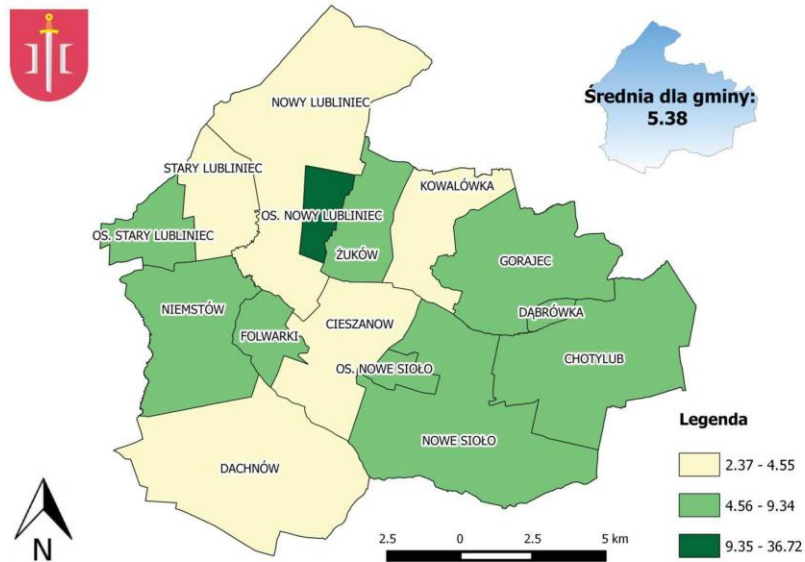 Średnia dla gminy:
5.38
NOWY LUBLINIEC
STARY LUBLINIEC
KOWALÓWKA
OS. NOWY LUBLINIEC
OS. STARY LUBLINIEC
ŻUKÓW
GORAJEC
NIEMSTÓW
DĄBRÓWKA
CIESZANOW
FOLWARKI
CHOTYLUB
OS. NOWE SIOŁO
NOWE SIOŁO
DACHNÓW
Legenda
2.37 - 4.55
4.56 - 9.34
9.35 - 36.72
N
2.5 0 2.5 5 km